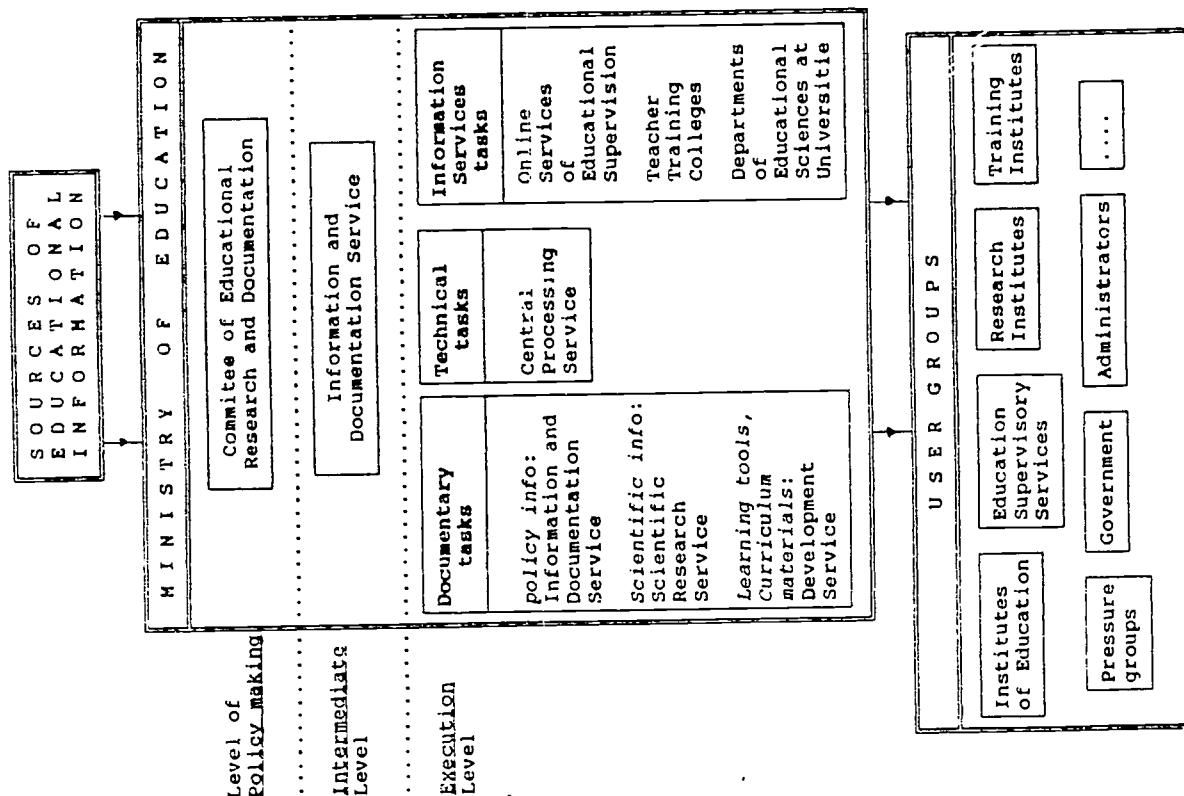 SOURCES OF
EDUCATIONAL
INFORMATION
MINISTRY OF EDUCATION
Level of
Policy making
Commitee of Educational
Research and Documentation
Intermediate
Level
Information and
Documentation Service
Execution
Level
Documentary
tasks
policy info:
Information and
Documentation
Service
Scientific info:
Scientific
Research
Service
Learning tools,
Curriculum
materials:
Development
Service
Technical
tasks
Central
Processing
Service
Information
Services
tasks
Online
Services
of
Educational
Supervision
Teacher
Training
Colleges
Departments
of
Educational
Sciences at
Universitie
USER GROUPS
Institutes
of Education
Education
Supervisory
Services
Research
Institutes
Training
Institutes
Pressure
groups
Government
Administrators
....